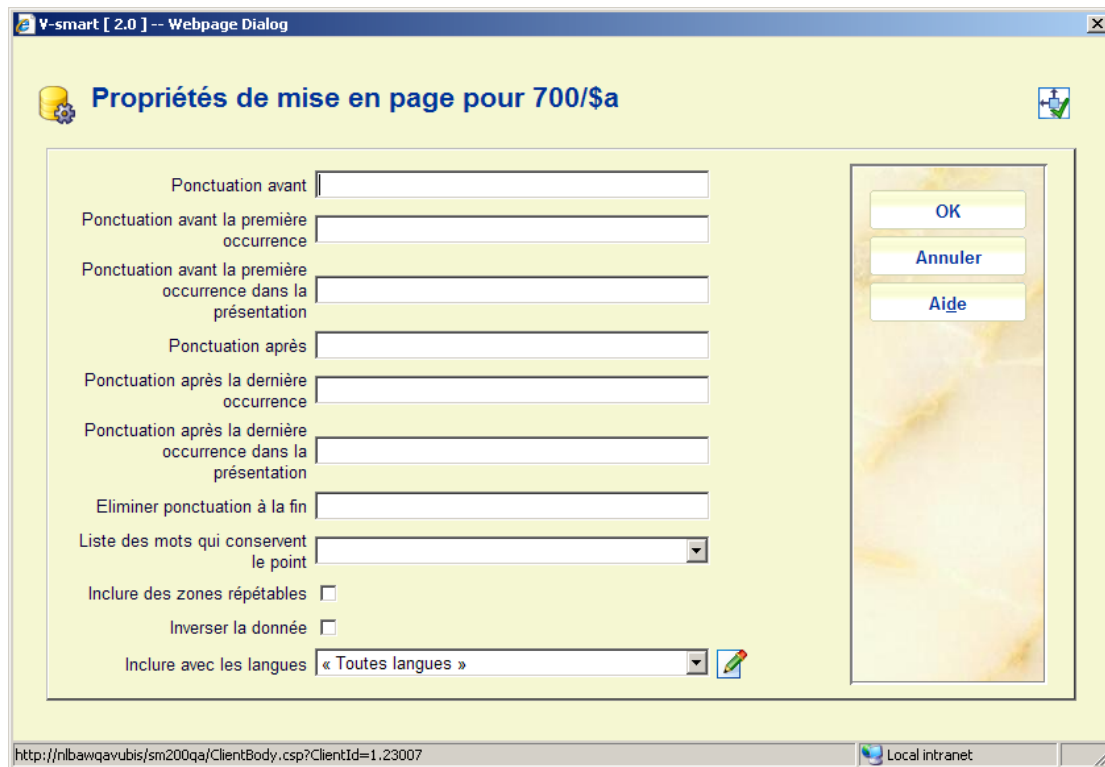 V-smart [ 2.0 ] -- Webpage Dialog
Propriétés de mise en page pour 700/$a
Ponctuation avant
Ponctuation avant la première
occurrence
Ponctuation avant la première
occurrence dans la
présentation
Ponctuation après
Ponctuation après la dernière
occurrence
Ponctuation après la dernière
occurrence dans la
présentation
Eliminer ponctuation à la fin
Liste des mots qui conservent
le point
Inclure des zones répétables
Inverser la donnée
Inclure avec les langues
« Toutes langues »
OK
Annuler
Aide
http://nlbawqavubis/sm200qa/ClientBody.csp?ClientId=1.23007
Local intranet